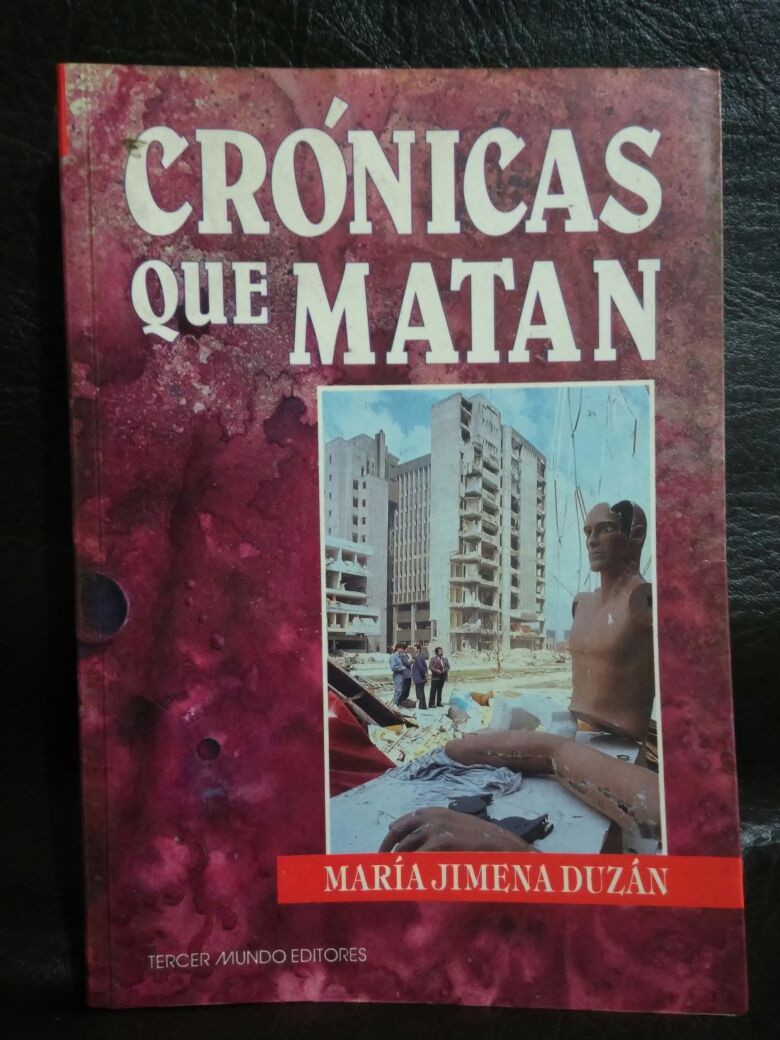 CRÓNICAS
QUE MATAN
MARÍA JIMENA DUZÁN
TERCER MUNDO EDITORES